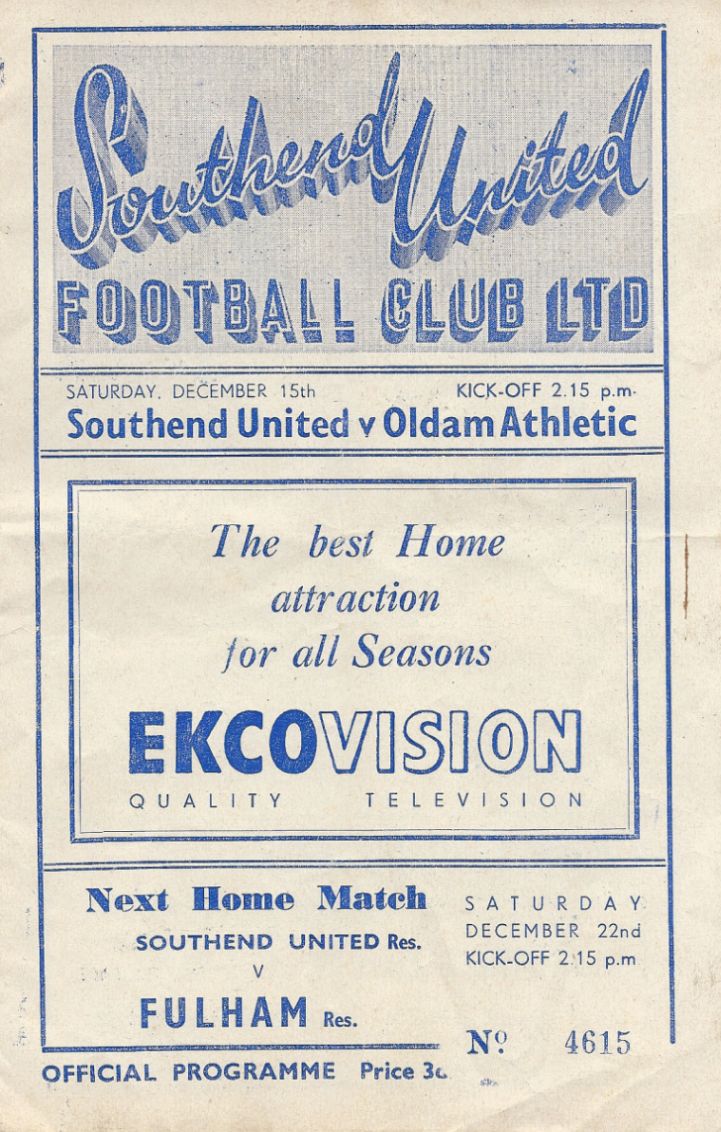 Southend United
FOOTBALL CLUB LTD
SATURDAY, DECEMBER 15th KICK-OFF 2.15 p.m.
Southend United v Oldam Athletic
The best Home
attraction
for all Seasons
EKCOVISION
QUALITY TELEVISION
Next Home Match
SOUTHEND UNITED Res.
v
FULHAM Res.
SATURDAY
DECEMBER 22nd
KICK-OFF 2.15 p.m
Nº 4615
OFFICIAL PROGRAMME Price 3d